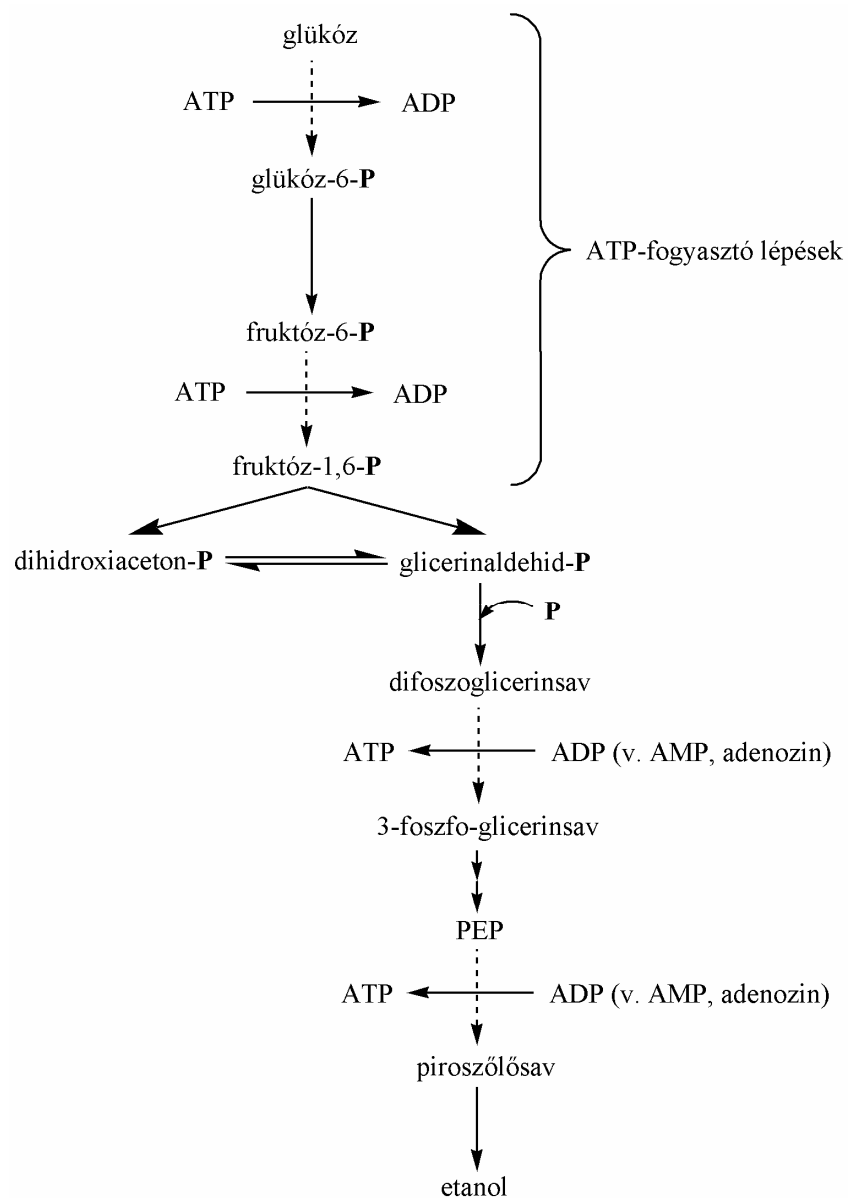 glükóz
ATP ADP
glükóz-6-P
ATP-fogyasztó lépések
fruktóz-6-P
ATP ADP
fruktóz-1,6-P
dihidroxiaceton-P glicerinaldehid-P
P
difoszoglicerinsav
ATP ADP (v. AMP, adenozin)
3-foszfo-glicerinsav
PEP
ATP ADP (v. AMP, adenozin)
piroszőlősav
etanol